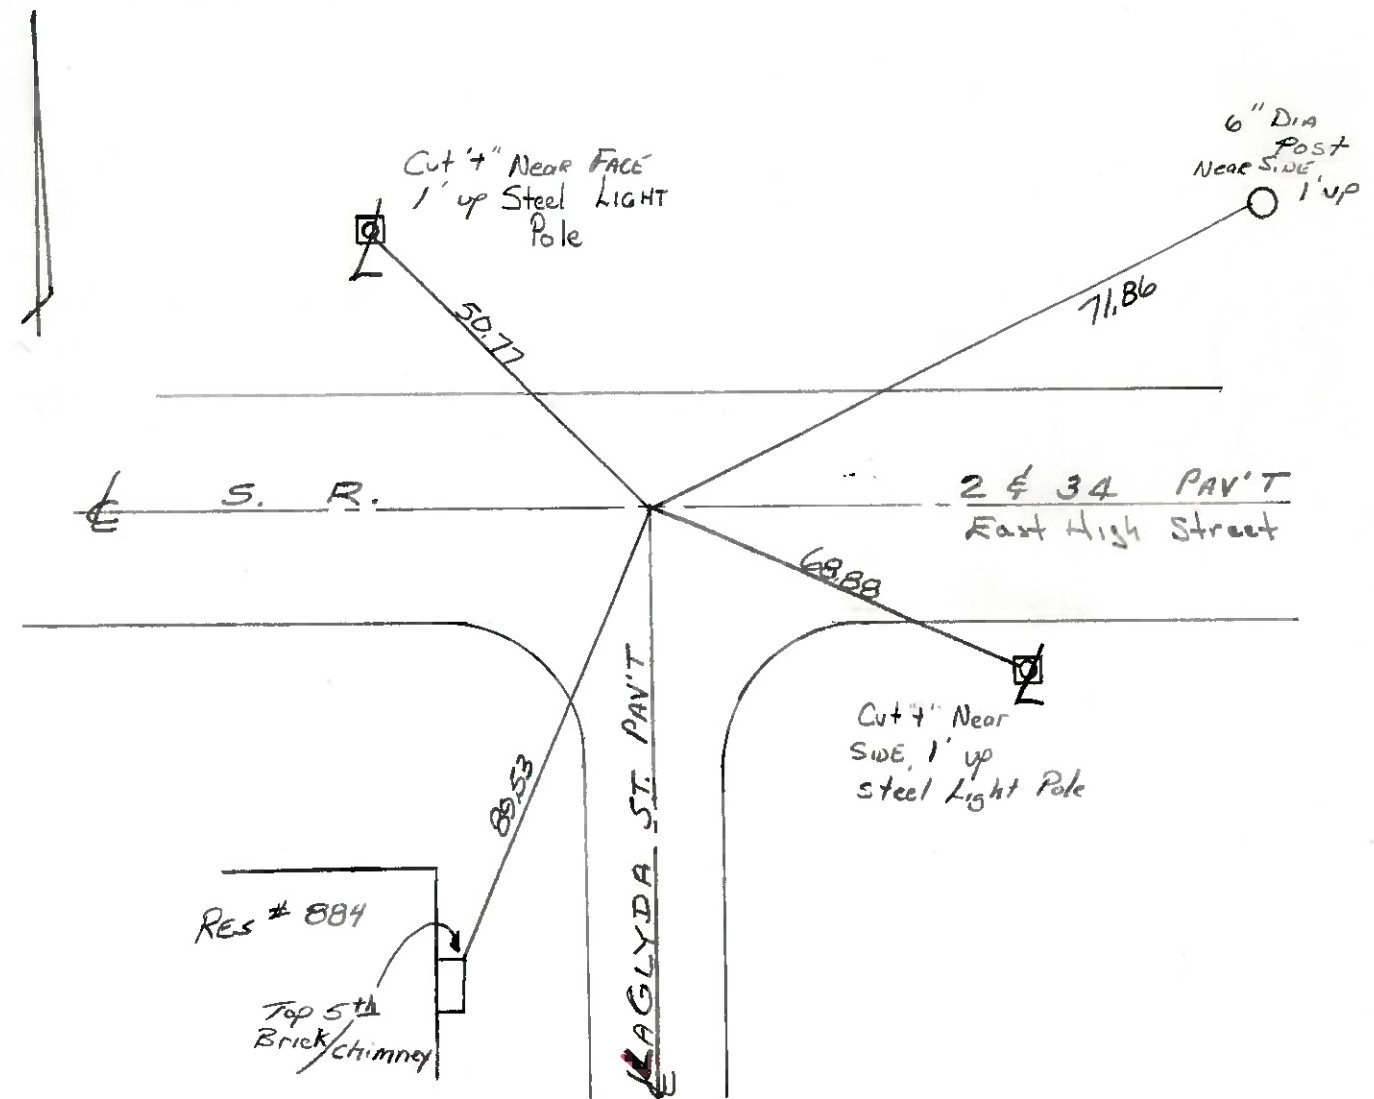 Cut "+" Near FACE
1' up Steel LIGHT
Pole
6" DIA
Post
Near SIDE
1' up
50.77
71.86
℄ S. R. 2 & 34 PAV'T
East High Street
68.88
Cut "+" Near
SIDE, 1' up
Steel Light Pole
89.53
RES # 884
Top 5th
Brick/chimney
LAGLYDA ST. PAV'T
℄